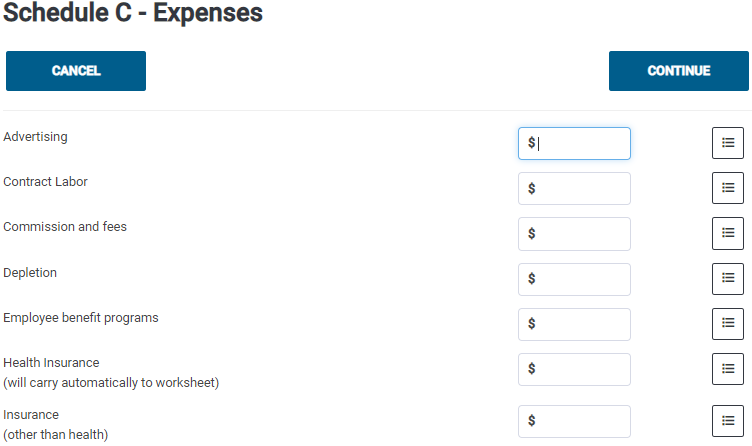 Schedule C - Expenses
CANCEL CONTINUE
Advertising $
Contract Labor $
Commission and fees $
Depletion $
Employee benefit programs $
Health Insurance $
(will carry automatically to worksheet)
Insurance $
(other than health)